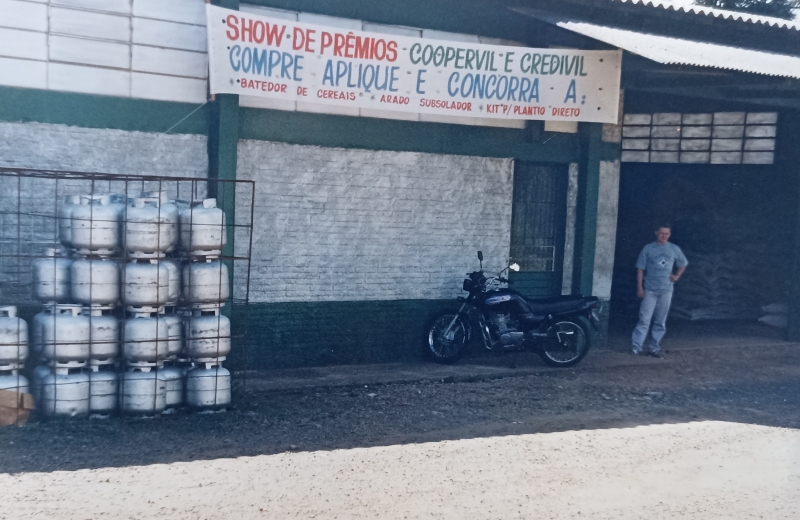 SHOW DE PRÊMIOS - COOPERVIL E CREDIVIL
COMPRE APLIQUE E CONCORRA A:
* BATEDOR DE CEREAIS * ARADO SUBSOLADOR * KIT P/ PLANTIO DIRETO